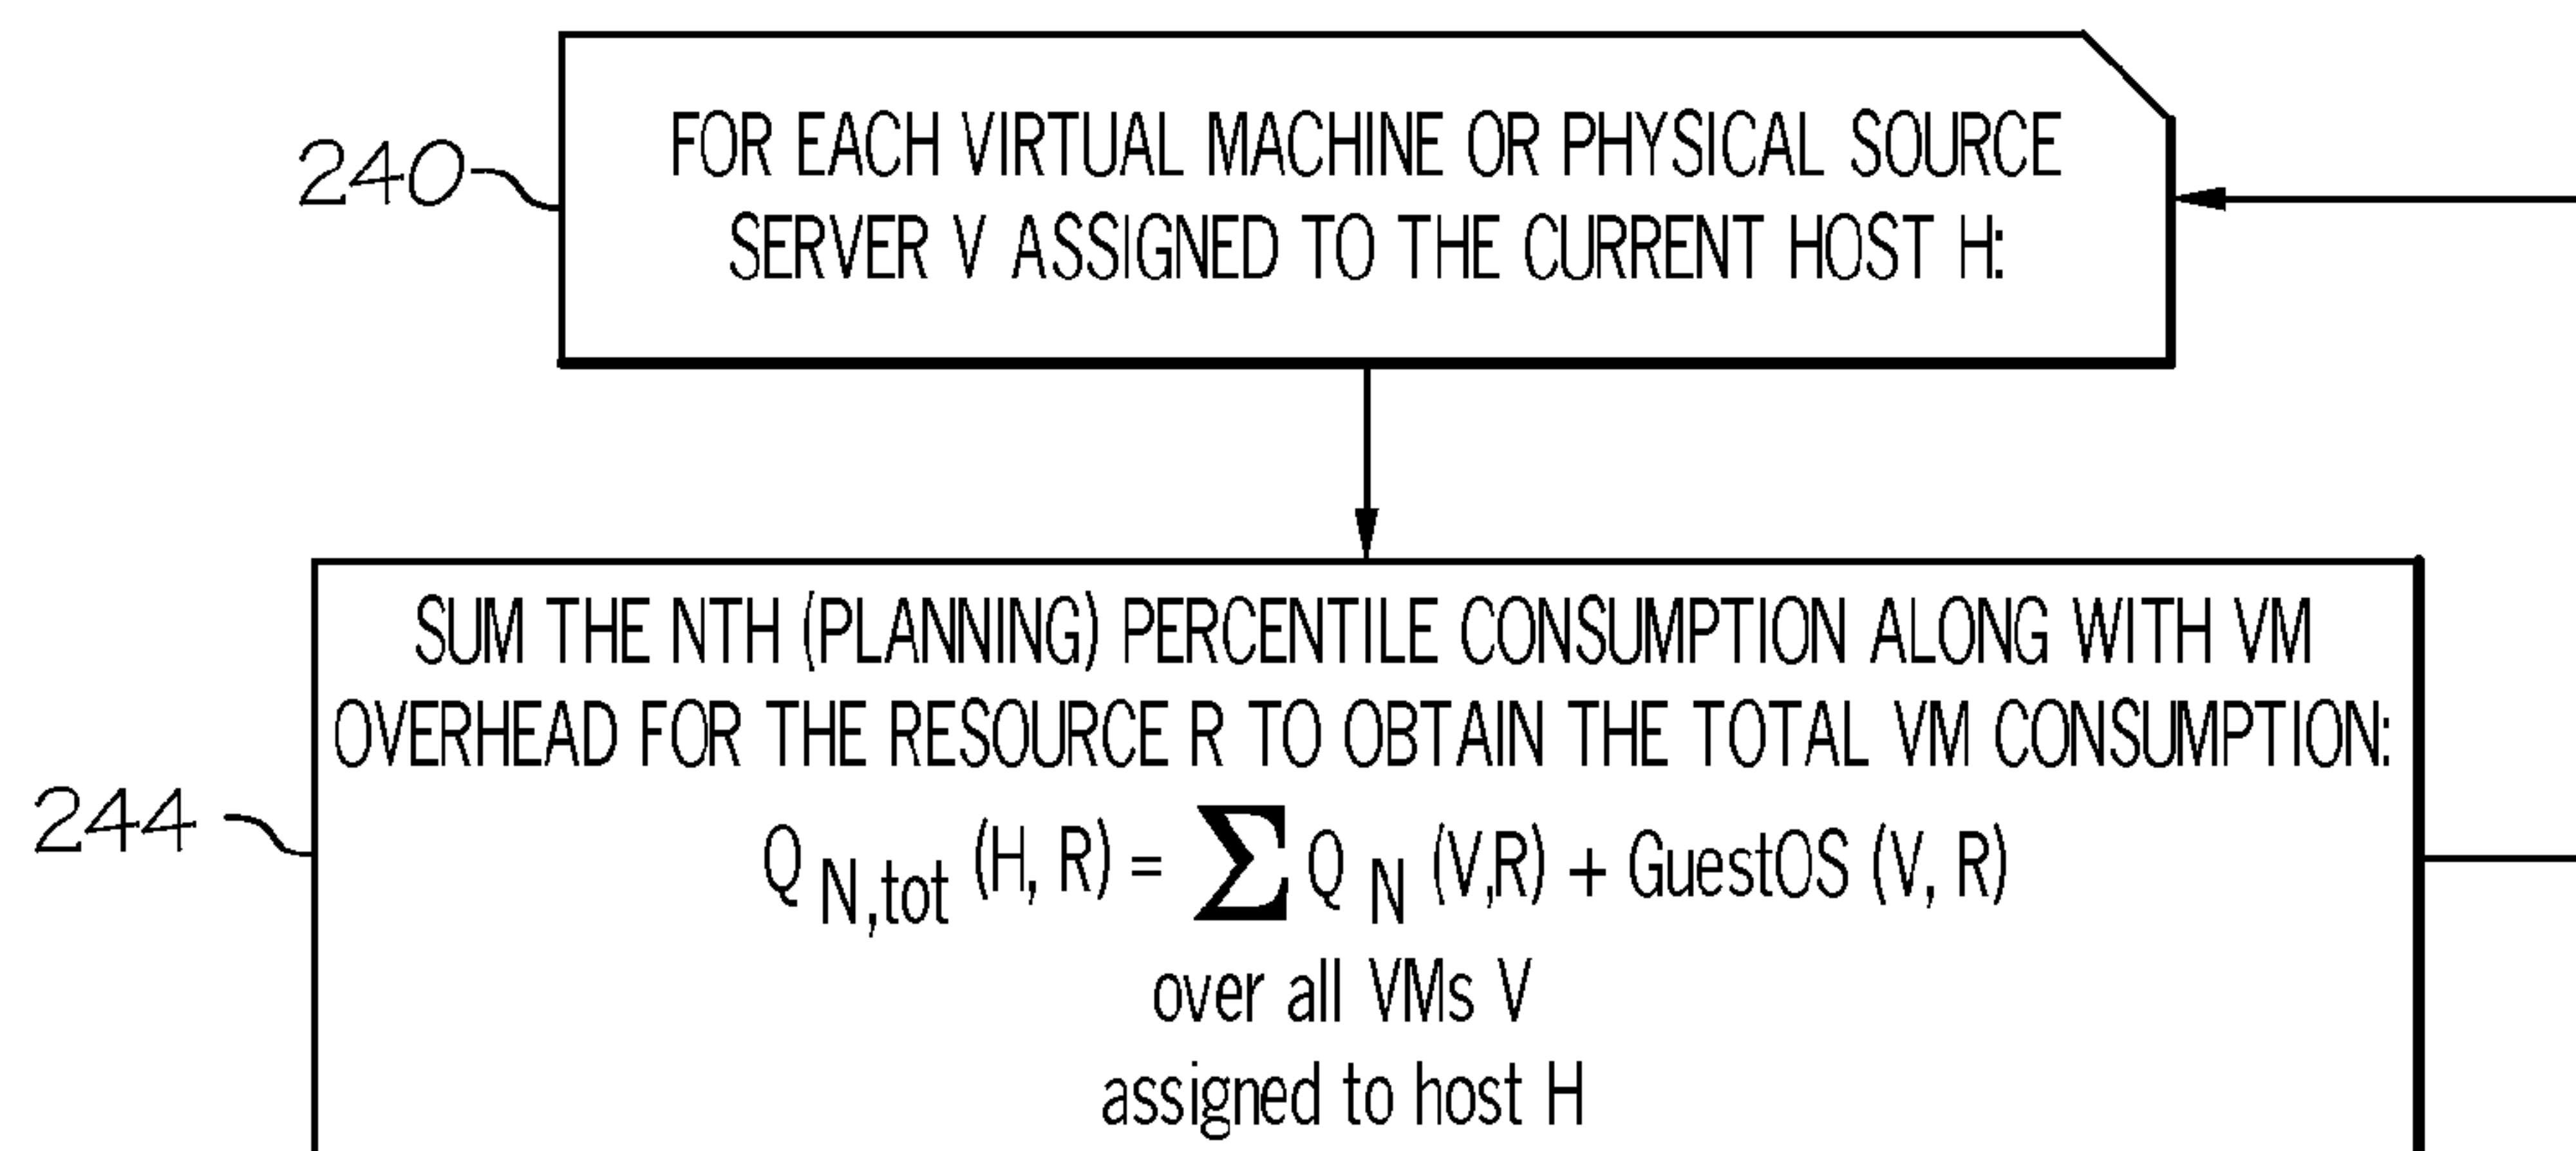 240
FOR EACH VIRTUAL MACHINE OR PHYSICAL SOURCE
SERVER V ASSIGNED TO THE CURRENT HOST H:
SUM THE NTH (PLANNING) PERCENTILE CONSUMPTION ALONG WITH VM
OVERHEAD FOR THE RESOURCE R TO OBTAIN THE TOTAL VM CONSUMPTION:
244
Q N,tot (H, R) = Σ Q N (V,R) + GuestOS (V, R)
over all VMs V
assigned to host H